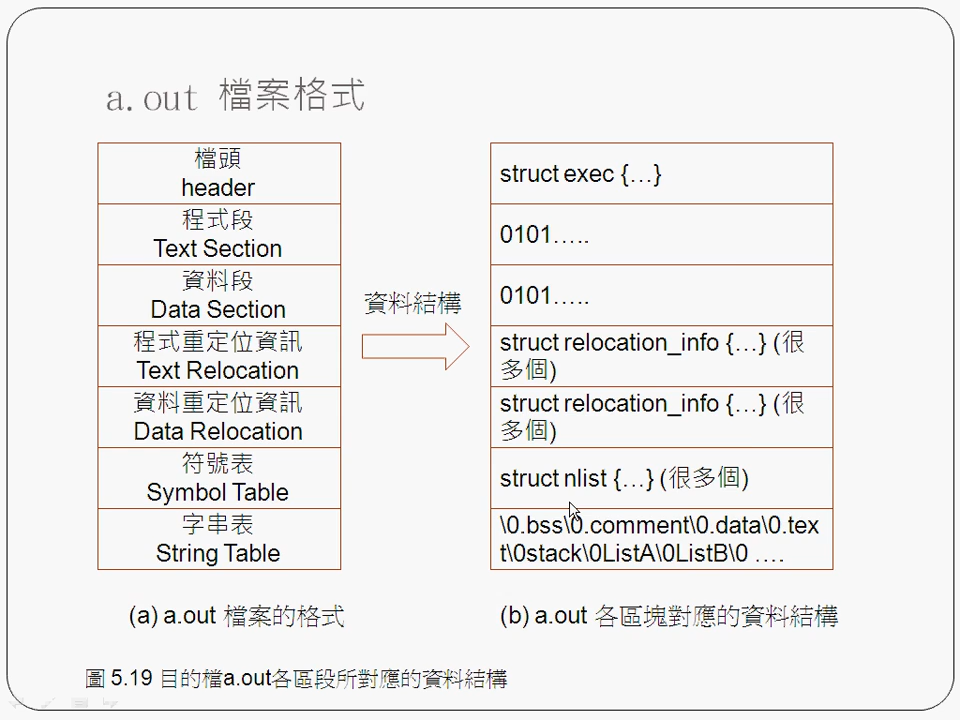 a.out 檔案格式
檔頭
header
程式段
Text Section
資料段
Data Section
程式重定位資訊
Text Relocation
資料重定位資訊
Data Relocation
符號表
Symbol Table
字串表
String Table
資料結構
struct exec {…}
0101…..
0101…..
struct relocation_info {…} (很
多個)
struct relocation_info {…} (很
多個)
struct nlist {…} (很多個)
\0.bss\0.comment\0.data\0.tex
t\0stack\0ListA\0ListB\0 ….
(a) a.out 檔案的格式
(b) a.out 各區塊對應的資料結構
圖 5.19 目的檔a.out各區段所對應的資料結構